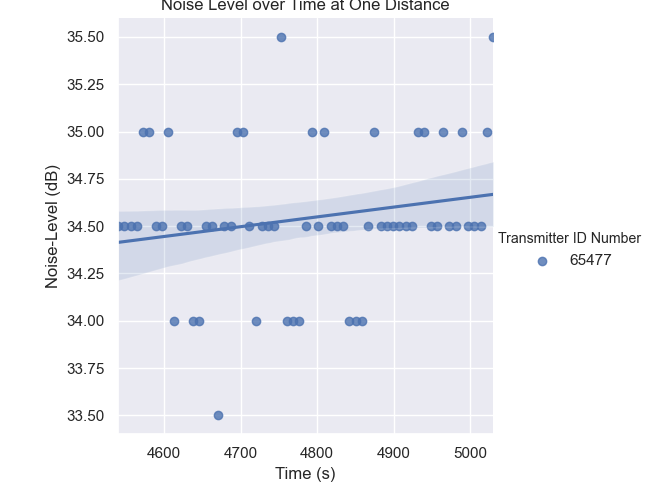 Noise Level over Time at One Distance
35.50
35.25
35.00
34.75
34.50
34.25
34.00
33.75
33.50
Noise-Level (dB)
4600 4700 4800 4900 5000
Time (s)
Transmitter ID Number
65477